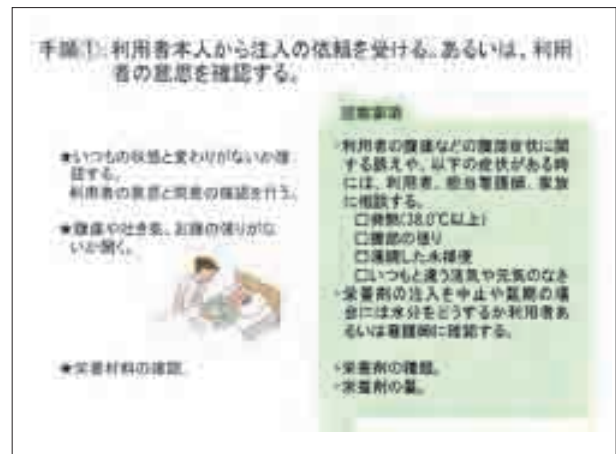 手順①:利用者本人から注入の依頼を受ける。あるいは、利用
者の意思を確認する。
★いつもの状態と変わりがないか確
認する。
利用者の意思と同意の確認を行う。
★腹痛や吐き気、お腹の張りがな
いか聞く。
★栄養材料の確認。
留意事項
・利用者の腹痛などの腹部症状に関
する訴えや、以下の症状がある時
には、利用者、担当看護師、家族
に相談する。
□発熱(38.0℃以上)
□腹部の張り
□連続した水様便
□いつもと違う活気や元気のなさ
・栄養剤の注入を中止や延期の場
合には水分をどうするか利用者あ
るいは看護師に確認する。
・栄養剤の種類。
・栄養剤の量。